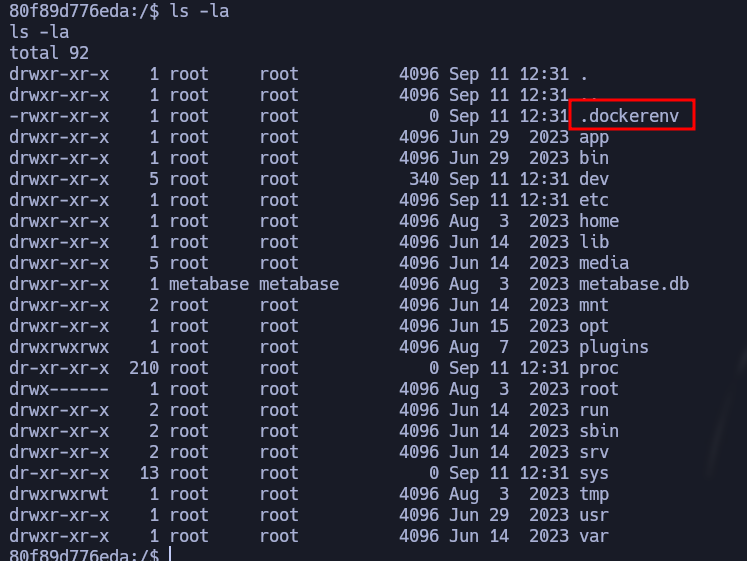 80f89d776eda:/$ ls -la
ls -la
total 92
drwxr-xr-x    1 root     root          4096 Sep 11 12:31 .
drwxr-xr-x    1 root     root          4096 Sep 11 12:31 ..
-rwxr-xr-x    1 root     root             0 Sep 11 12:31 .dockerenv
drwxr-xr-x    1 root     root          4096 Jun 29  2023 app
drwxr-xr-x    1 root     root          4096 Jun 29  2023 bin
drwxr-xr-x    5 root     root           340 Sep 11 12:31 dev
drwxr-xr-x    1 root     root          4096 Sep 11 12:31 etc
drwxr-xr-x    1 root     root          4096 Aug  3  2023 home
drwxr-xr-x    1 root     root          4096 Jun 14  2023 lib
drwxr-xr-x    5 root     root          4096 Jun 14  2023 media
drwxr-xr-x    1 metabase metabase      4096 Aug  3  2023 metabase.db
drwxr-xr-x    2 root     root          4096 Jun 14  2023 mnt
drwxr-xr-x    1 root     root          4096 Jun 15  2023 opt
drwxrwxrwx    1 root     root          4096 Aug  7  2023 plugins
dr-xr-xr-x  210 root     root             0 Sep 11 12:31 proc
drwx------    1 root     root          4096 Aug  3  2023 root
drwxr-xr-x    2 root     root          4096 Jun 14  2023 run
drwxr-xr-x    2 root     root          4096 Jun 14  2023 sbin
drwxr-xr-x    2 root     root          4096 Jun 14  2023 srv
dr-xr-xr-x   13 root     root             0 Sep 11 12:31 sys
drwxrwxrwt    1 root     root          4096 Aug  3  2023 tmp
drwxr-xr-x    1 root     root          4096 Jun 29  2023 usr
drwxr-xr-x    1 root     root          4096 Jun 14  2023 var
80f89d776eda:/$